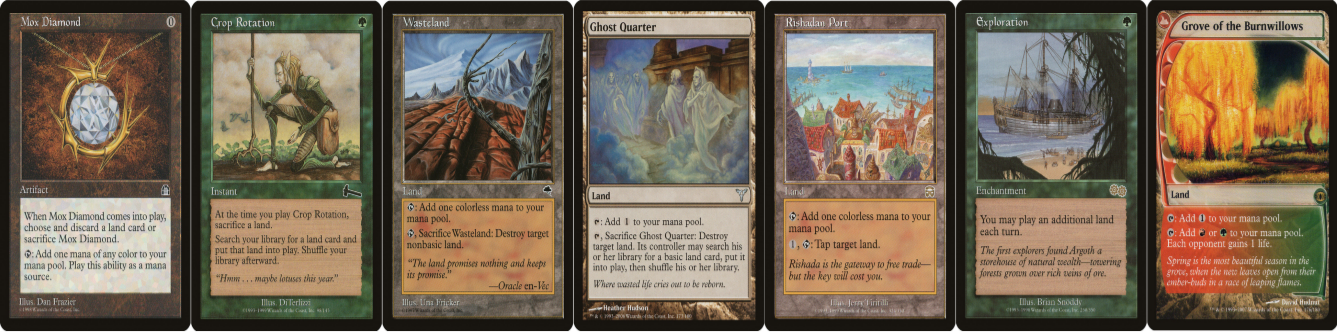 Mox Diamond
0
Artifact
When Mox Diamond comes into play,
choose and discard a land card or
sacrifice Mox Diamond.
: Add one mana of any color to your
mana pool. Play this ability as a mana
source.
Illus. Dan Frazier
Crop Rotation
Instant
At the time you play Crop Rotation,
sacrifice a land.
Search your library for a land card and
put that land into play. Shuffle your
library afterward.
"Hmm . . . maybe lotuses this year."
Illus. DiTerlizzi
Wasteland
Land
: Add one colorless mana to your
mana pool.
, Sacrifice Wasteland: Destroy target
nonbasic land.
"The land promises nothing and keeps
its promise."
—Oracle en-Vec
Illus. Una Fricker
Ghost Quarter
Land
: Add 1 to your mana pool.
, Sacrifice Ghost Quarter: Destroy
target land. Its controller may search his
or her library for a basic land card, put it
into play, then shuffle his or her library.
Where wasted life cries out to be reborn.
Heather Hudson
Rishadan Port
Land
: Add one colorless mana to your
mana pool.
1, : Tap target land.
Rishada is the gateway to free trade—
but the key will cost you.
Illus. Jerry Tiritilli
Exploration
Enchantment
You may play an additional land
each turn.
The first explorers found Argoth a
storehouse of natural wealth—towering
forests grown over rich veins of ore.
Illus. Brian Snoddy
Grove of the Burnwillows
Land
: Add 1 to your mana pool.
: Add or to your mana pool.
Each opponent gains 1 life.
Spring is the most beautiful season in the
grove, when the new leaves open from their
ember-buds in a race of leaping flames.
David Hudnut